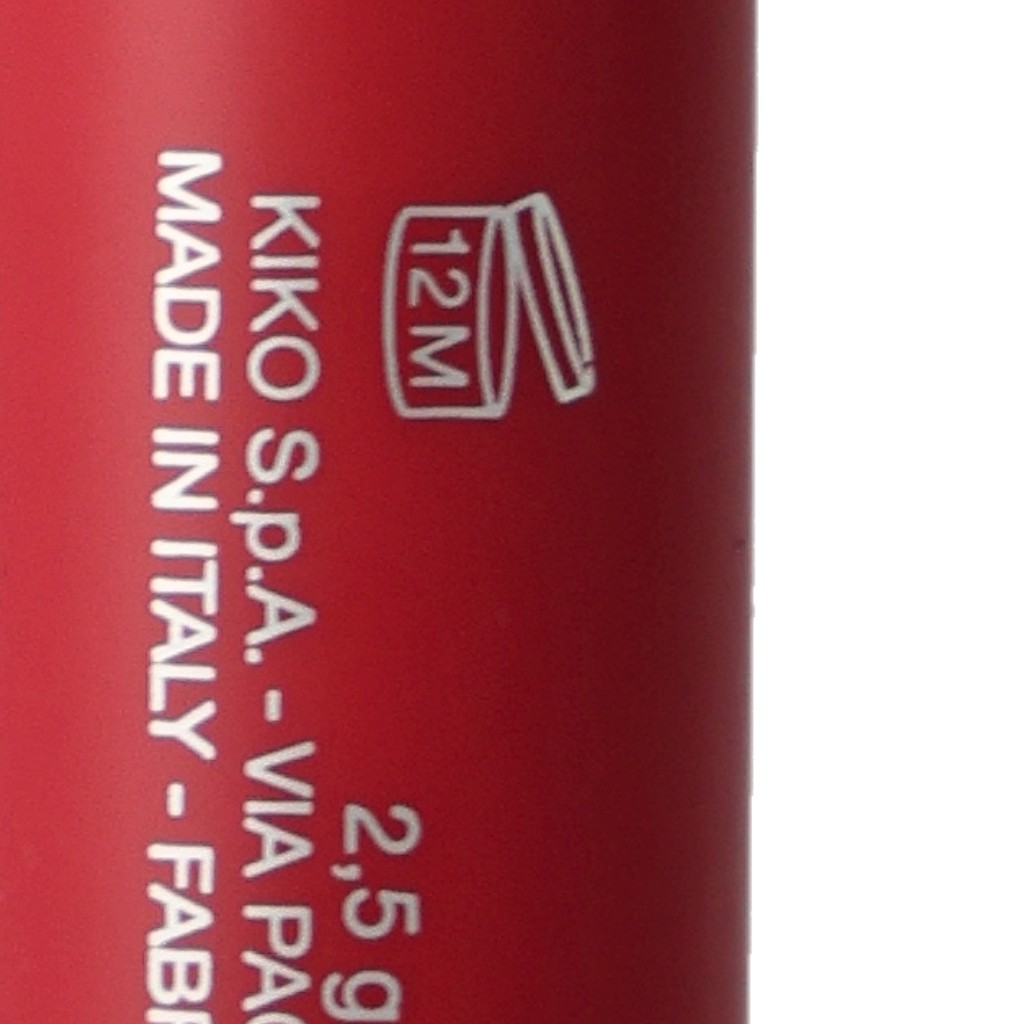 12M
2,5 g
KIKO S.p.A. - VIA
MADE IN ITALY -